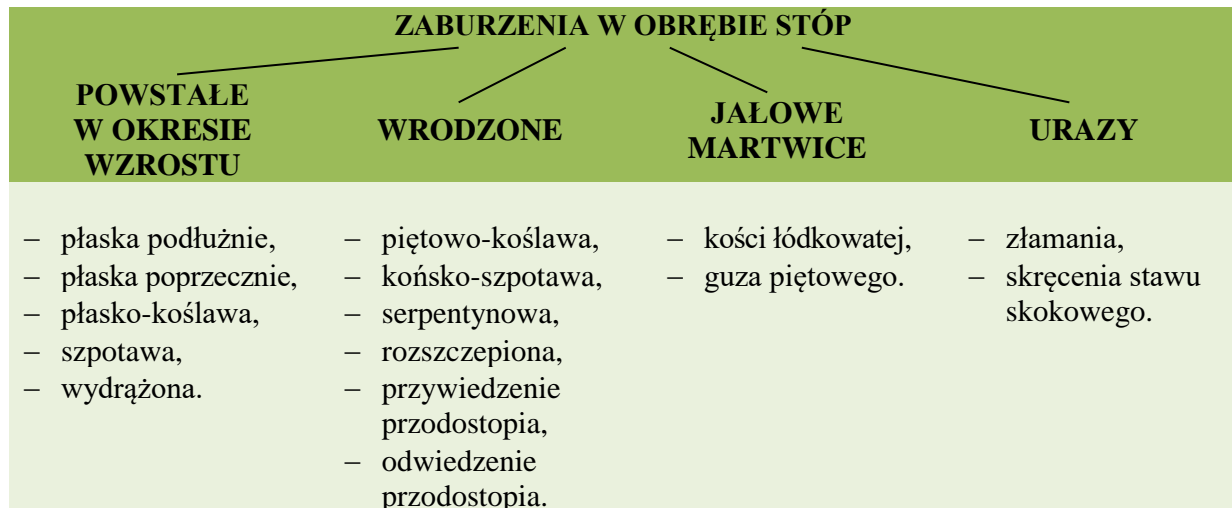 ZABURZENIA W OBRĘBIE STÓP
POWSTAŁE
W OKRESIE
WZROSTU
WRODZONE
JAŁOWE
MARTWICE
URAZY
– płaska podłużnie,
– płaska poprzecznie,
– płasko-koślawa,
– szpotawa,
– wydrążona.
– piętowo-koślawa,
– końsko-szpotawa,
– serpentynowa,
– rozszczepiona,
– przywiedzenie
przodostopia,
– odwiedzenie
przodostopia.
– kości łódkowatej,
– guza piętowego.
– złamania,
– skręcenia stawu
skokowego.